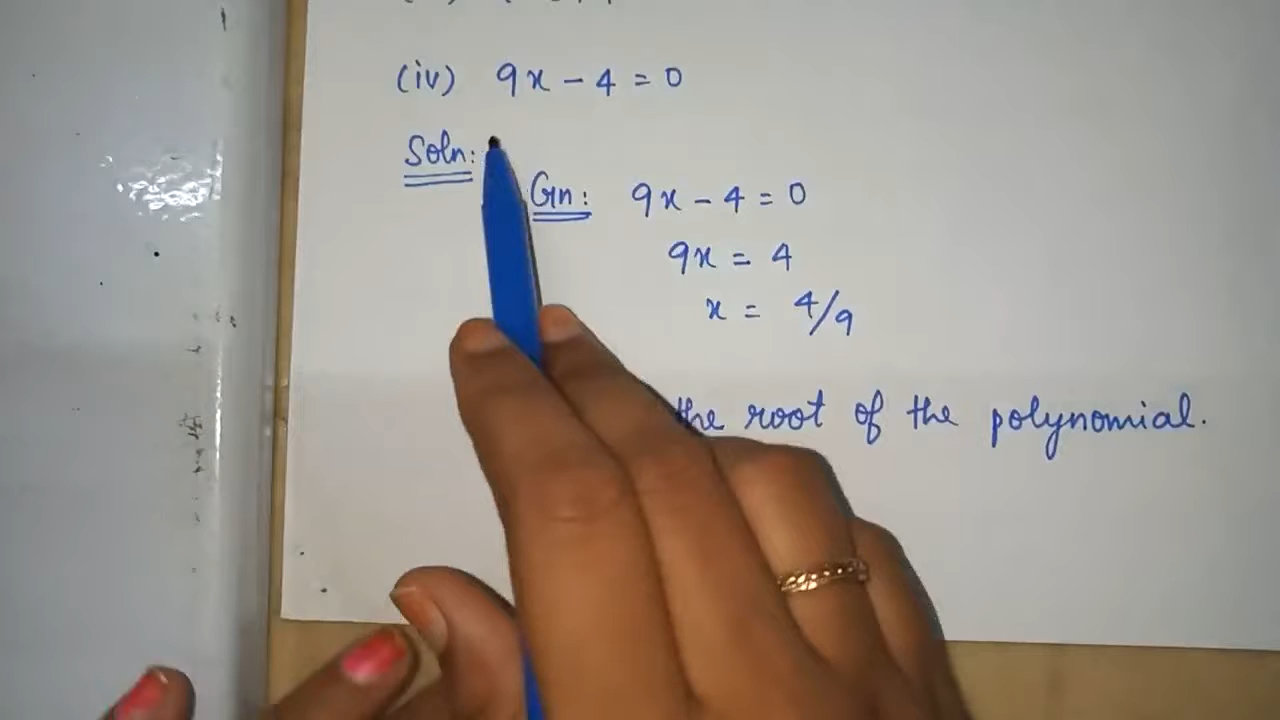 (iv) 9x - 4 = 0
Soln:
Gn: 9x - 4 = 0
9x = 4
x = 4/9
the root of the polynomial.